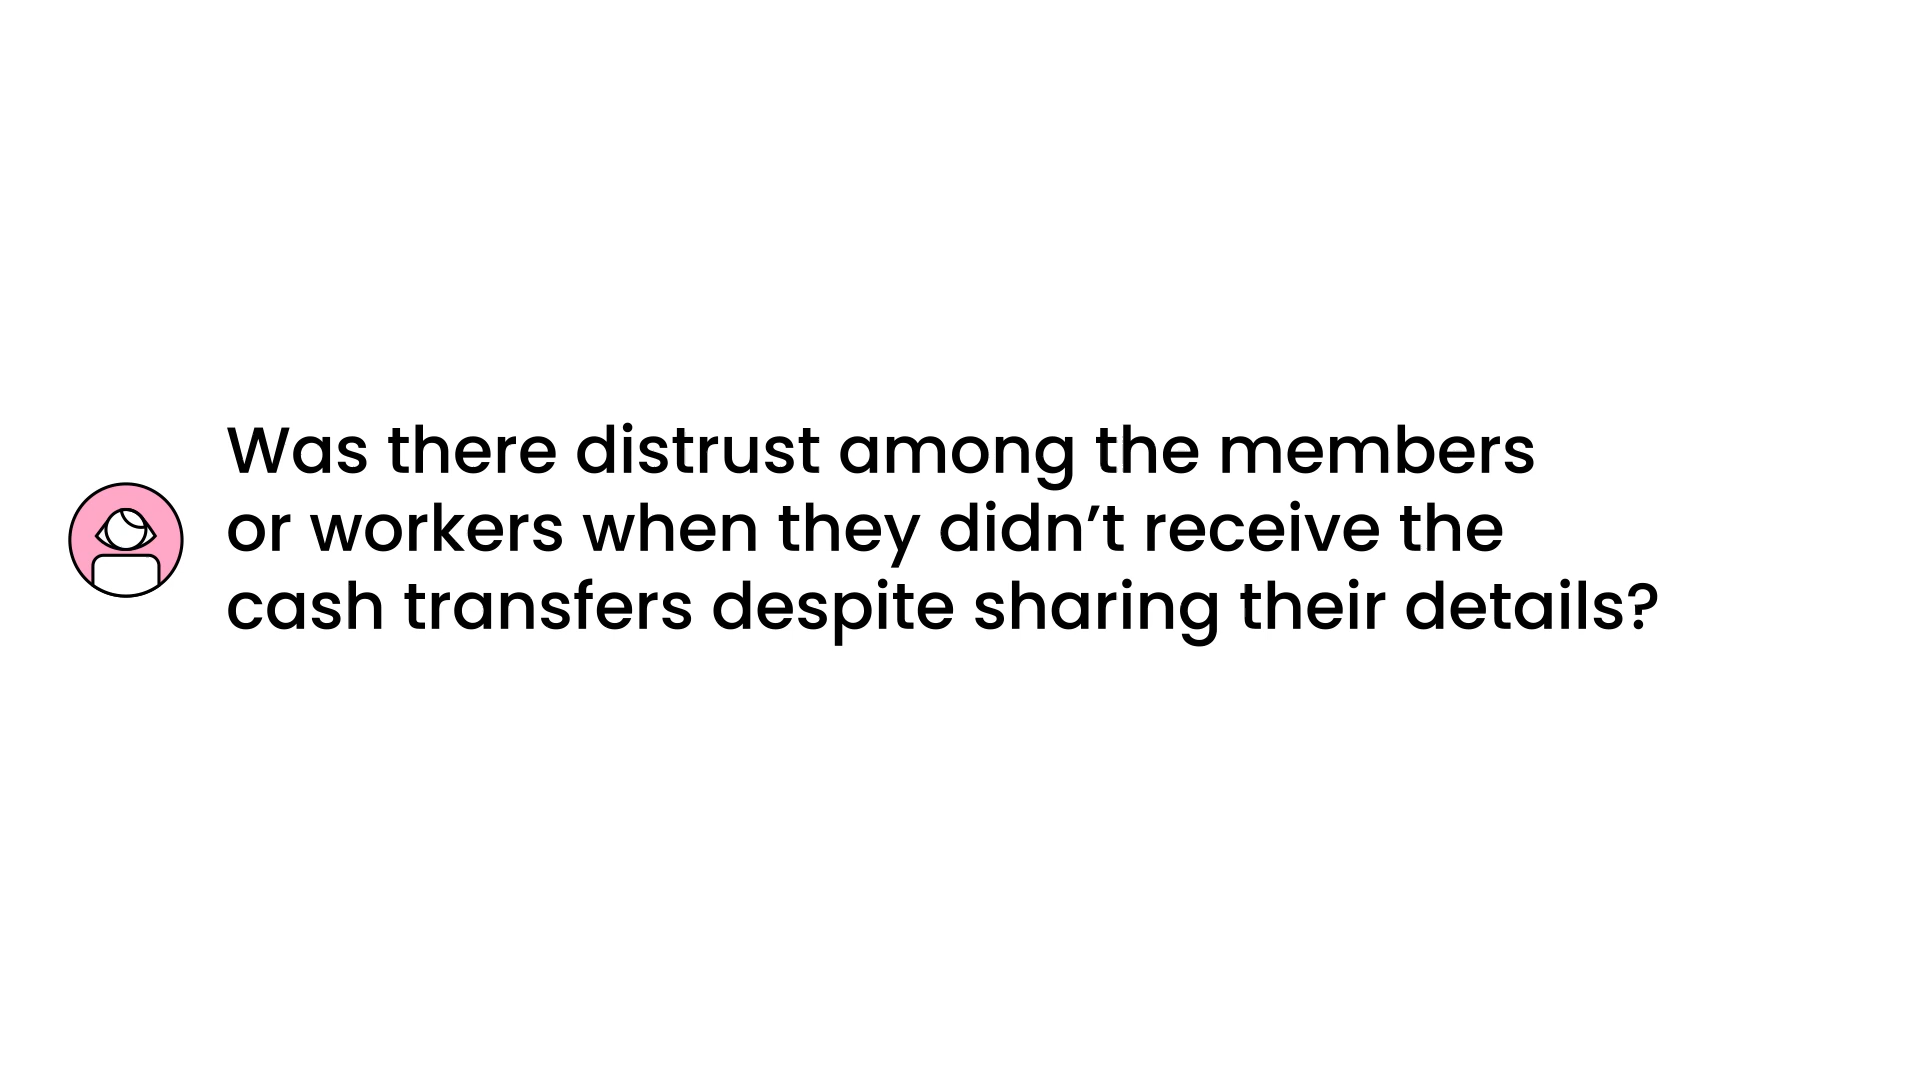 Was there distrust among the members
or workers when they didn’t receive the
cash transfers despite sharing their details?